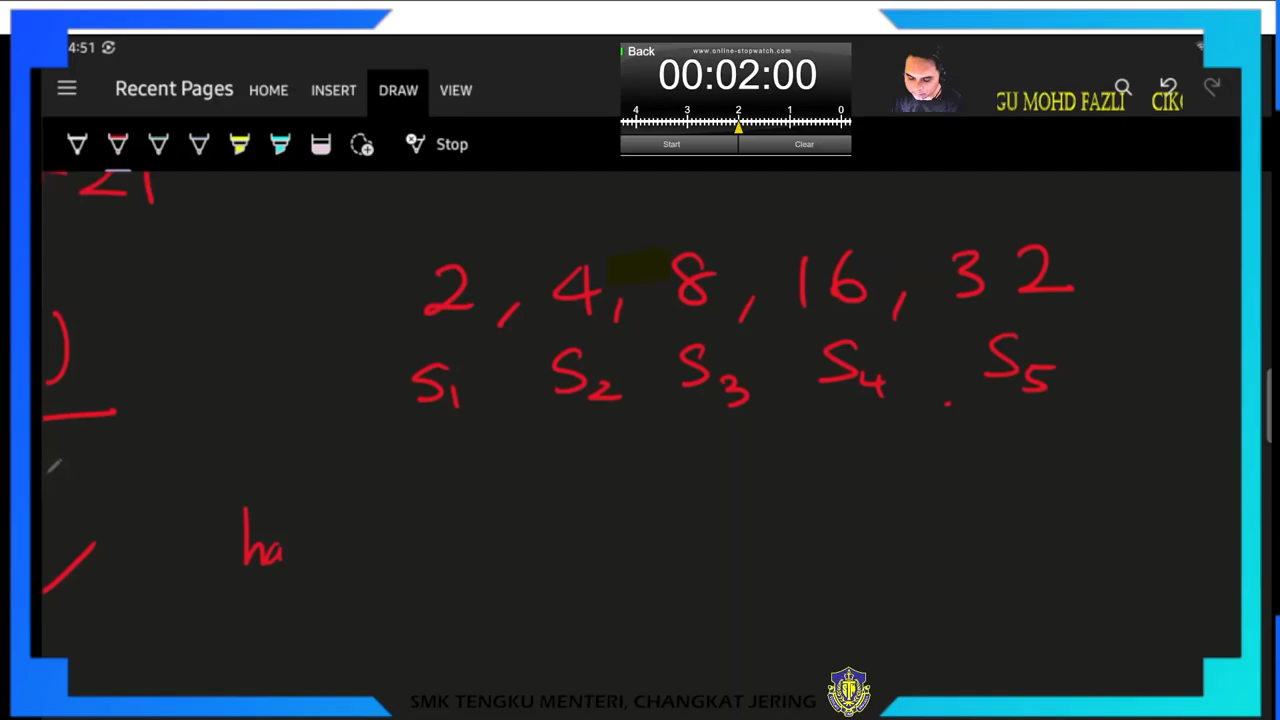 4:51
Back
www.online-stopwatch.com
00:02:00
4 3 2 1 0
Start Clear
GU MOHD FAZLI
Recent Pages HOME INSERT DRAW VIEW
Stop
21
2, 4, 8, 16, 32
S1 S2 S3 S4 . S5
)
ha
SMK TENGKU MENTERI, CHANGKAT JERING